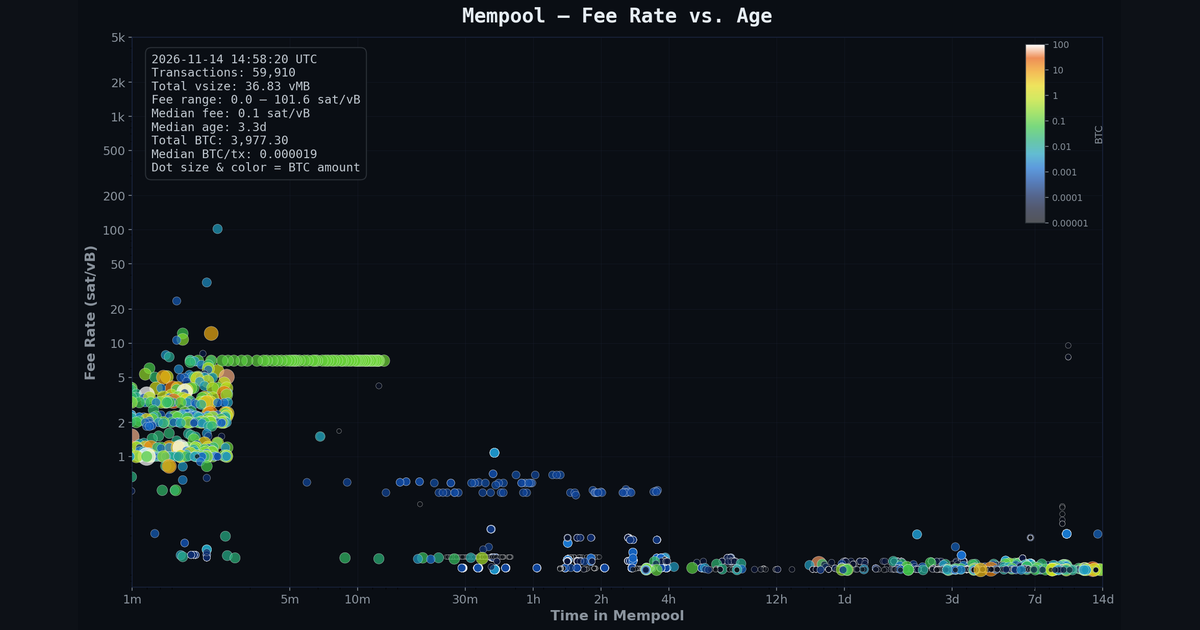 Mempool — Fee Rate vs. Age
2026-11-14 14:58:20 UTC
Transactions: 59,910
Total vsize: 36.83 vMB
Fee range: 0.0 — 101.6 sat/vB
Median fee: 0.1 sat/vB
Median age: 3.3d
Total BTC: 3,977.30
Median BTC/tx: 0.000019
Dot size & color = BTC amount
5k
2k
1k
500
200
100
50
20
10
5
2
1
Fee Rate (sat/vB)
100
10
1
0.1
0.01
0.001
0.0001
0.00001
BTC
1m
5m
10m
30m
1h
2h
4h
12h
1d
3d
7d
14d
Time in Mempool